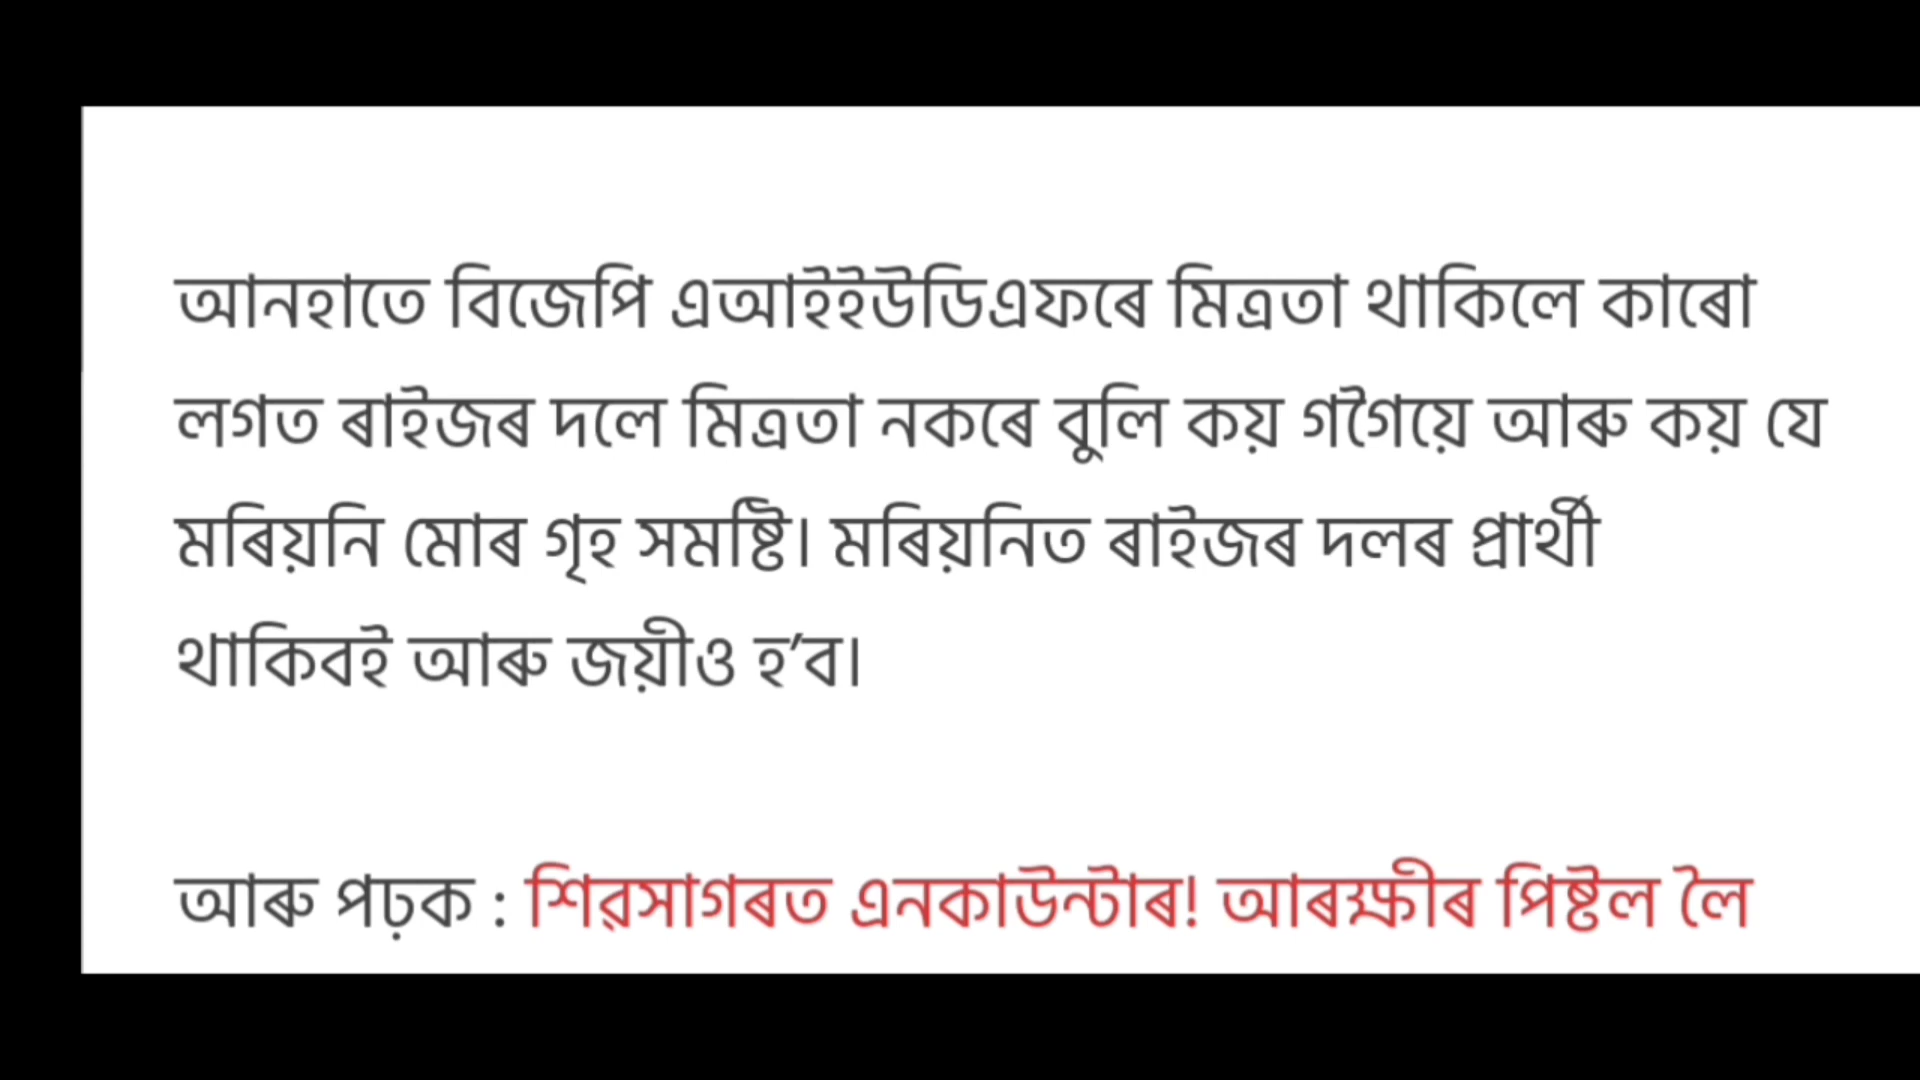 আনহাতে বিজেপি এআইইউডিএফৰে মিত্ৰতা থাকিলে কাৰো
লগত ৰাইজৰ দলে মিত্ৰতা নকৰে বুলি কয় গগৈয়ে আৰু কয় যে
মৰিয়নি মোৰ গৃহ সমষ্টি। মৰিয়নিত ৰাইজৰ দলৰ প্ৰাৰ্থী
থাকিবই আৰু জয়ীও হ’ব।
আৰু পঢ়ক : শিৱসাগৰত এনকাউন্টাৰ! আৰক্ষীৰ পিষ্টল লৈ